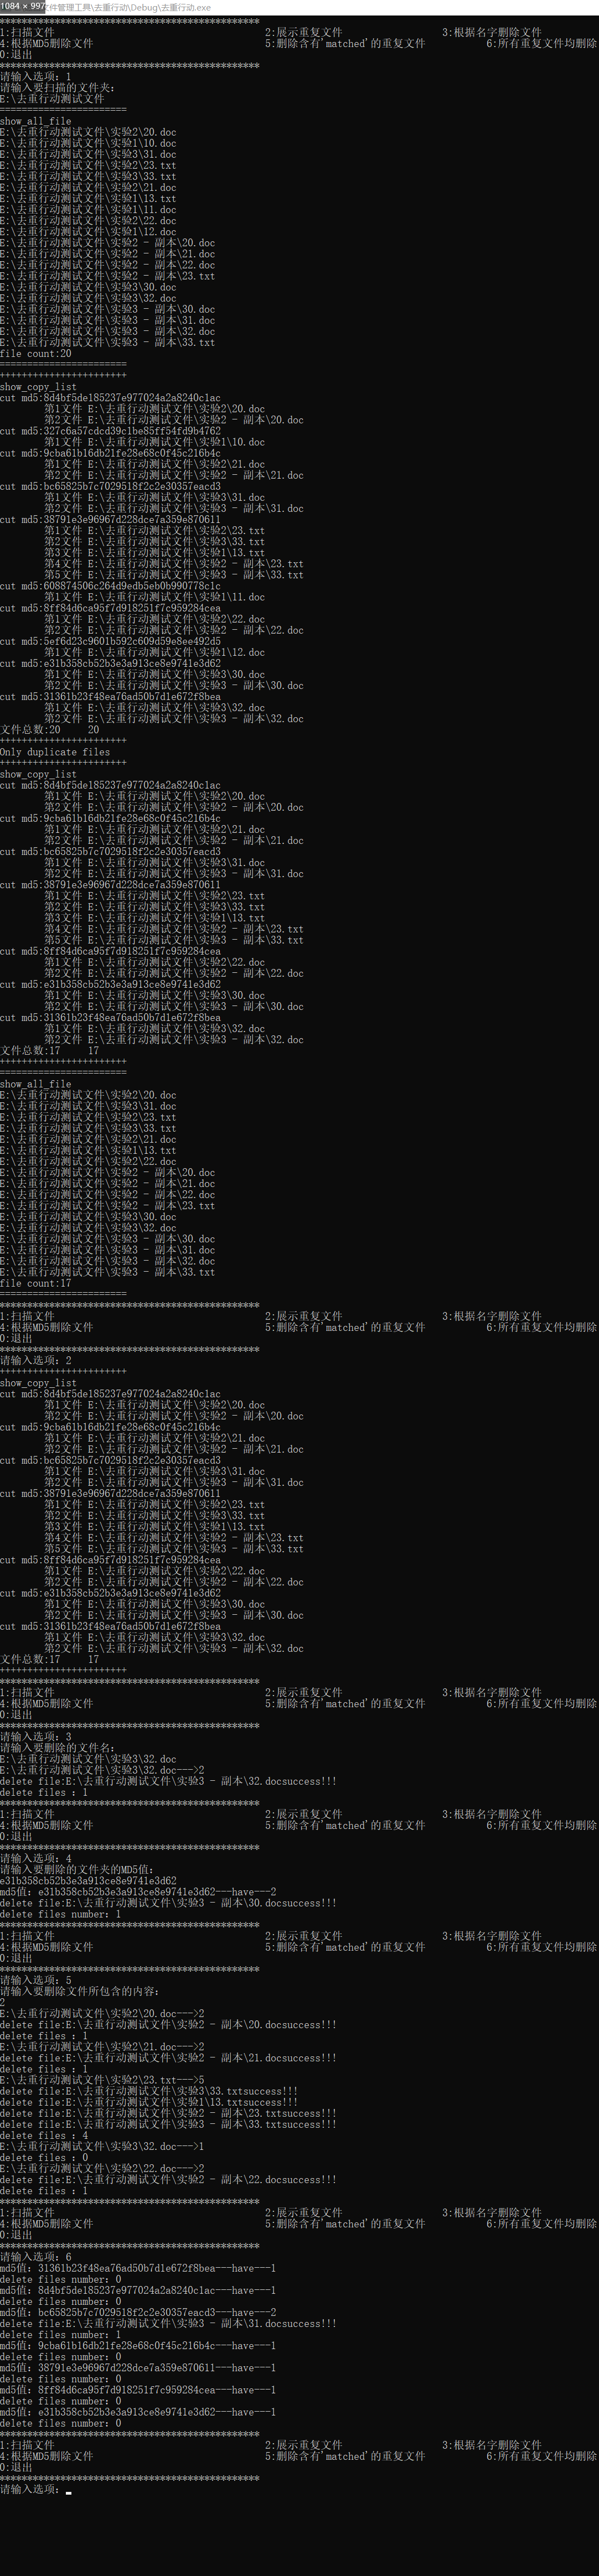 1084 × 997
文件管理工具\去重行动\Debug\去重行动.exe
***********************************************
1:扫描文件 2:展示重复文件 3:根据名字删除文件
4:根据MD5删除文件 5:删除含有'matched'的重复文件 6:所有重复文件均删除
0:退出
***********************************************
请输入选项：1
请输入要扫描的文件夹：
E:\去重行动测试文件
=======================
show_all_file
E:\去重行动测试文件\实验2\20.doc
E:\去重行动测试文件\实验1\10.doc
E:\去重行动测试文件\实验3\31.doc
E:\去重行动测试文件\实验2\23.txt
E:\去重行动测试文件\实验3\33.txt
E:\去重行动测试文件\实验2\21.doc
E:\去重行动测试文件\实验1\13.txt
E:\去重行动测试文件\实验1\11.doc
E:\去重行动测试文件\实验2\22.doc
E:\去重行动测试文件\实验1\12.doc
E:\去重行动测试文件\实验2 - 副本\20.doc
E:\去重行动测试文件\实验2 - 副本\21.doc
E:\去重行动测试文件\实验2 - 副本\22.doc
E:\去重行动测试文件\实验2 - 副本\23.txt
E:\去重行动测试文件\实验3\30.doc
E:\去重行动测试文件\实验3\32.doc
E:\去重行动测试文件\实验3 - 副本\30.doc
E:\去重行动测试文件\实验3 - 副本\31.doc
E:\去重行动测试文件\实验3 - 副本\32.doc
E:\去重行动测试文件\实验3 - 副本\33.txt
file count:20
=======================
+++++++++++++++++++++++
show_copy_list
cut md5:8d4bf5de185237e977024a2a8240c1ac
第1文件 E:\去重行动测试文件\实验2\20.doc
第2文件 E:\去重行动测试文件\实验2 - 副本\20.doc
cut md5:327c6a57cdcd39c1be85ff54fd9b4762
第1文件 E:\去重行动测试文件\实验1\10.doc
cut md5:9cba61b16db21fe28e68c0f45c216b4c
第1文件 E:\去重行动测试文件\实验2\21.doc
第2文件 E:\去重行动测试文件\实验2 - 副本\21.doc
cut md5:bc65825b7c7029518f2c2e30357eacd3
第1文件 E:\去重行动测试文件\实验3\31.doc
第2文件 E:\去重行动测试文件\实验3 - 副本\31.doc
cut md5:38791e3e96967d228dce7a359e870611
第1文件 E:\去重行动测试文件\实验2\23.txt
第2文件 E:\去重行动测试文件\实验3\33.txt
第3文件 E:\去重行动测试文件\实验1\13.txt
第4文件 E:\去重行动测试文件\实验2 - 副本\23.txt
第5文件 E:\去重行动测试文件\实验3 - 副本\33.txt
cut md5:608874506c264d9edb5eb0b990778c1c
第1文件 E:\去重行动测试文件\实验1\11.doc
cut md5:8ff84d6ca95f7d918251f7c959284cea
第1文件 E:\去重行动测试文件\实验2\22.doc
第2文件 E:\去重行动测试文件\实验2 - 副本\22.doc
cut md5:5ef6d23c9601b592c609d59e8ee492d5
第1文件 E:\去重行动测试文件\实验1\12.doc
cut md5:e31b358cb52b3e3a913ce8e9741e3d62
第1文件 E:\去重行动测试文件\实验3\30.doc
第2文件 E:\去重行动测试文件\实验3 - 副本\30.doc
cut md5:31361b23f48ea76ad50b7d1e672f8bea
第1文件 E:\去重行动测试文件\实验3\32.doc
第2文件 E:\去重行动测试文件\实验3 - 副本\32.doc
文件总数:20 20
+++++++++++++++++++++++
Only duplicate files
+++++++++++++++++++++++
show_copy_list
cut md5:8d4bf5de185237e977024a2a8240c1ac
第1文件 E:\去重行动测试文件\实验2\20.doc
第2文件 E:\去重行动测试文件\实验2 - 副本\20.doc
cut md5:9cba61b16db21fe28e68c0f45c216b4c
第1文件 E:\去重行动测试文件\实验2\21.doc
第2文件 E:\去重行动测试文件\实验2 - 副本\21.doc
cut md5:bc65825b7c7029518f2c2e30357eacd3
第1文件 E:\去重行动测试文件\实验3\31.doc
第2文件 E:\去重行动测试文件\实验3 - 副本\31.doc
cut md5:38791e3e96967d228dce7a359e870611
第1文件 E:\去重行动测试文件\实验2\23.txt
第2文件 E:\去重行动测试文件\实验3\33.txt
第3文件 E:\去重行动测试文件\实验1\13.txt
第4文件 E:\去重行动测试文件\实验2 - 副本\23.txt
第5文件 E:\去重行动测试文件\实验3 - 副本\33.txt
cut md5:8ff84d6ca95f7d918251f7c959284cea
第1文件 E:\去重行动测试文件\实验2\22.doc
第2文件 E:\去重行动测试文件\实验2 - 副本\22.doc
cut md5:e31b358cb52b3e3a913ce8e9741e3d62
第1文件 E:\去重行动测试文件\实验3\30.doc
第2文件 E:\去重行动测试文件\实验3 - 副本\30.doc
cut md5:31361b23f48ea76ad50b7d1e672f8bea
第1文件 E:\去重行动测试文件\实验3\32.doc
第2文件 E:\去重行动测试文件\实验3 - 副本\32.doc
文件总数:17 17
+++++++++++++++++++++++
=======================
show_all_file
E:\去重行动测试文件\实验2\20.doc
E:\去重行动测试文件\实验3\31.doc
E:\去重行动测试文件\实验2\23.txt
E:\去重行动测试文件\实验3\33.txt
E:\去重行动测试文件\实验2\21.doc
E:\去重行动测试文件\实验1\13.txt
E:\去重行动测试文件\实验2\22.doc
E:\去重行动测试文件\实验2 - 副本\20.doc
E:\去重行动测试文件\实验2 - 副本\21.doc
E:\去重行动测试文件\实验2 - 副本\22.doc
E:\去重行动测试文件\实验2 - 副本\23.txt
E:\去重行动测试文件\实验3\30.doc
E:\去重行动测试文件\实验3\32.doc
E:\去重行动测试文件\实验3 - 副本\30.doc
E:\去重行动测试文件\实验3 - 副本\31.doc
E:\去重行动测试文件\实验3 - 副本\32.doc
E:\去重行动测试文件\实验3 - 副本\33.txt
file count:17
=======================
***********************************************
1:扫描文件 2:展示重复文件 3:根据名字删除文件
4:根据MD5删除文件 5:删除含有'matched'的重复文件 6:所有重复文件均删除
0:退出
***********************************************
请输入选项：2
+++++++++++++++++++++++
show_copy_list
cut md5:8d4bf5de185237e977024a2a8240c1ac
第1文件 E:\去重行动测试文件\实验2\20.doc
第2文件 E:\去重行动测试文件\实验2 - 副本\20.doc
cut md5:9cba61b16db21fe28e68c0f45c216b4c
第1文件 E:\去重行动测试文件\实验2\21.doc
第2文件 E:\去重行动测试文件\实验2 - 副本\21.doc
cut md5:bc65825b7c7029518f2c2e30357eacd3
第1文件 E:\去重行动测试文件\实验3\31.doc
第2文件 E:\去重行动测试文件\实验3 - 副本\31.doc
cut md5:38791e3e96967d228dce7a359e870611
第1文件 E:\去重行动测试文件\实验2\23.txt
第2文件 E:\去重行动测试文件\实验3\33.txt
第3文件 E:\去重行动测试文件\实验1\13.txt
第4文件 E:\去重行动测试文件\实验2 - 副本\23.txt
第5文件 E:\去重行动测试文件\实验3 - 副本\33.txt
cut md5:8ff84d6ca95f7d918251f7c959284cea
第1文件 E:\去重行动测试文件\实验2\22.doc
第2文件 E:\去重行动测试文件\实验2 - 副本\22.doc
cut md5:e31b358cb52b3e3a913ce8e9741e3d62
第1文件 E:\去重行动测试文件\实验3\30.doc
第2文件 E:\去重行动测试文件\实验3 - 副本\30.doc
cut md5:31361b23f48ea76ad50b7d1e672f8bea
第1文件 E:\去重行动测试文件\实验3\32.doc
第2文件 E:\去重行动测试文件\实验3 - 副本\32.doc
文件总数:17 17
+++++++++++++++++++++++
***********************************************
1:扫描文件 2:展示重复文件 3:根据名字删除文件
4:根据MD5删除文件 5:删除含有'matched'的重复文件 6:所有重复文件均删除
0:退出
***********************************************
请输入选项：3
请输入要删除的文件名：
E:\去重行动测试文件\实验3\32.doc
E:\去重行动测试文件\实验3\32.doc--->2
delete file:E:\去重行动测试文件\实验3 - 副本\32.docsuccess!!!
delete files : 1
***********************************************
1:扫描文件 2:展示重复文件 3:根据名字删除文件
4:根据MD5删除文件 5:删除含有'matched'的重复文件 6:所有重复文件均删除
0:退出
***********************************************
请输入选项：4
请输入要删除的文件夹的MD5值：
e31b358cb52b3e3a913ce8e9741e3d62
md5值：e31b358cb52b3e3a913ce8e9741e3d62---have---2
delete file:E:\去重行动测试文件\实验3 - 副本\30.docsuccess!!!
delete files number: 1
***********************************************
1:扫描文件 2:展示重复文件 3:根据名字删除文件
4:根据MD5删除文件 5:删除含有'matched'的重复文件 6:所有重复文件均删除
0:退出
***********************************************
请输入选项：5
请输入要删除文件所包含的内容：
2
E:\去重行动测试文件\实验2\20.doc--->2
delete file:E:\去重行动测试文件\实验2 - 副本\20.docsuccess!!!
delete files : 1
E:\去重行动测试文件\实验2\21.doc--->2
delete file:E:\去重行动测试文件\实验2 - 副本\21.docsuccess!!!
delete files : 1
E:\去重行动测试文件\实验2\23.txt--->5
delete file:E:\去重行动测试文件\实验3\33.txtsuccess!!!
delete file:E:\去重行动测试文件\实验1\13.txtsuccess!!!
delete file:E:\去重行动测试文件\实验2 - 副本\23.txtsuccess!!!
delete file:E:\去重行动测试文件\实验3 - 副本\33.txtsuccess!!!
delete files : 4
E:\去重行动测试文件\实验3\32.doc--->1
delete files : 0
E:\去重行动测试文件\实验2\22.doc--->2
delete file:E:\去重行动测试文件\实验2 - 副本\22.docsuccess!!!
delete files : 1
***********************************************
1:扫描文件 2:展示重复文件 3:根据名字删除文件
4:根据MD5删除文件 5:删除含有'matched'的重复文件 6:所有重复文件均删除
0:退出
***********************************************
请输入选项：6
md5值：31361b23f48ea76ad50b7d1e672f8bea---have---1
delete files number: 0
md5值：8d4bf5de185237e977024a2a8240c1ac---have---1
delete files number: 0
md5值：bc65825b7c7029518f2c2e30357eacd3---have---2
delete file:E:\去重行动测试文件\实验3 - 副本\31.docsuccess!!!
delete files number: 1
md5值：9cba61b16db21fe28e68c0f45c216b4c---have---1
delete files number: 0
md5值：38791e3e96967d228dce7a359e870611---have---1
delete files number: 0
md5值：8ff84d6ca95f7d918251f7c959284cea---have---1
delete files number: 0
md5值：e31b358cb52b3e3a913ce8e9741e3d62---have---1
delete files number: 0
***********************************************
1:扫描文件 2:展示重复文件 3:根据名字删除文件
4:根据MD5删除文件 5:删除含有'matched'的重复文件 6:所有重复文件均删除
0:退出
***********************************************
请输入选项：